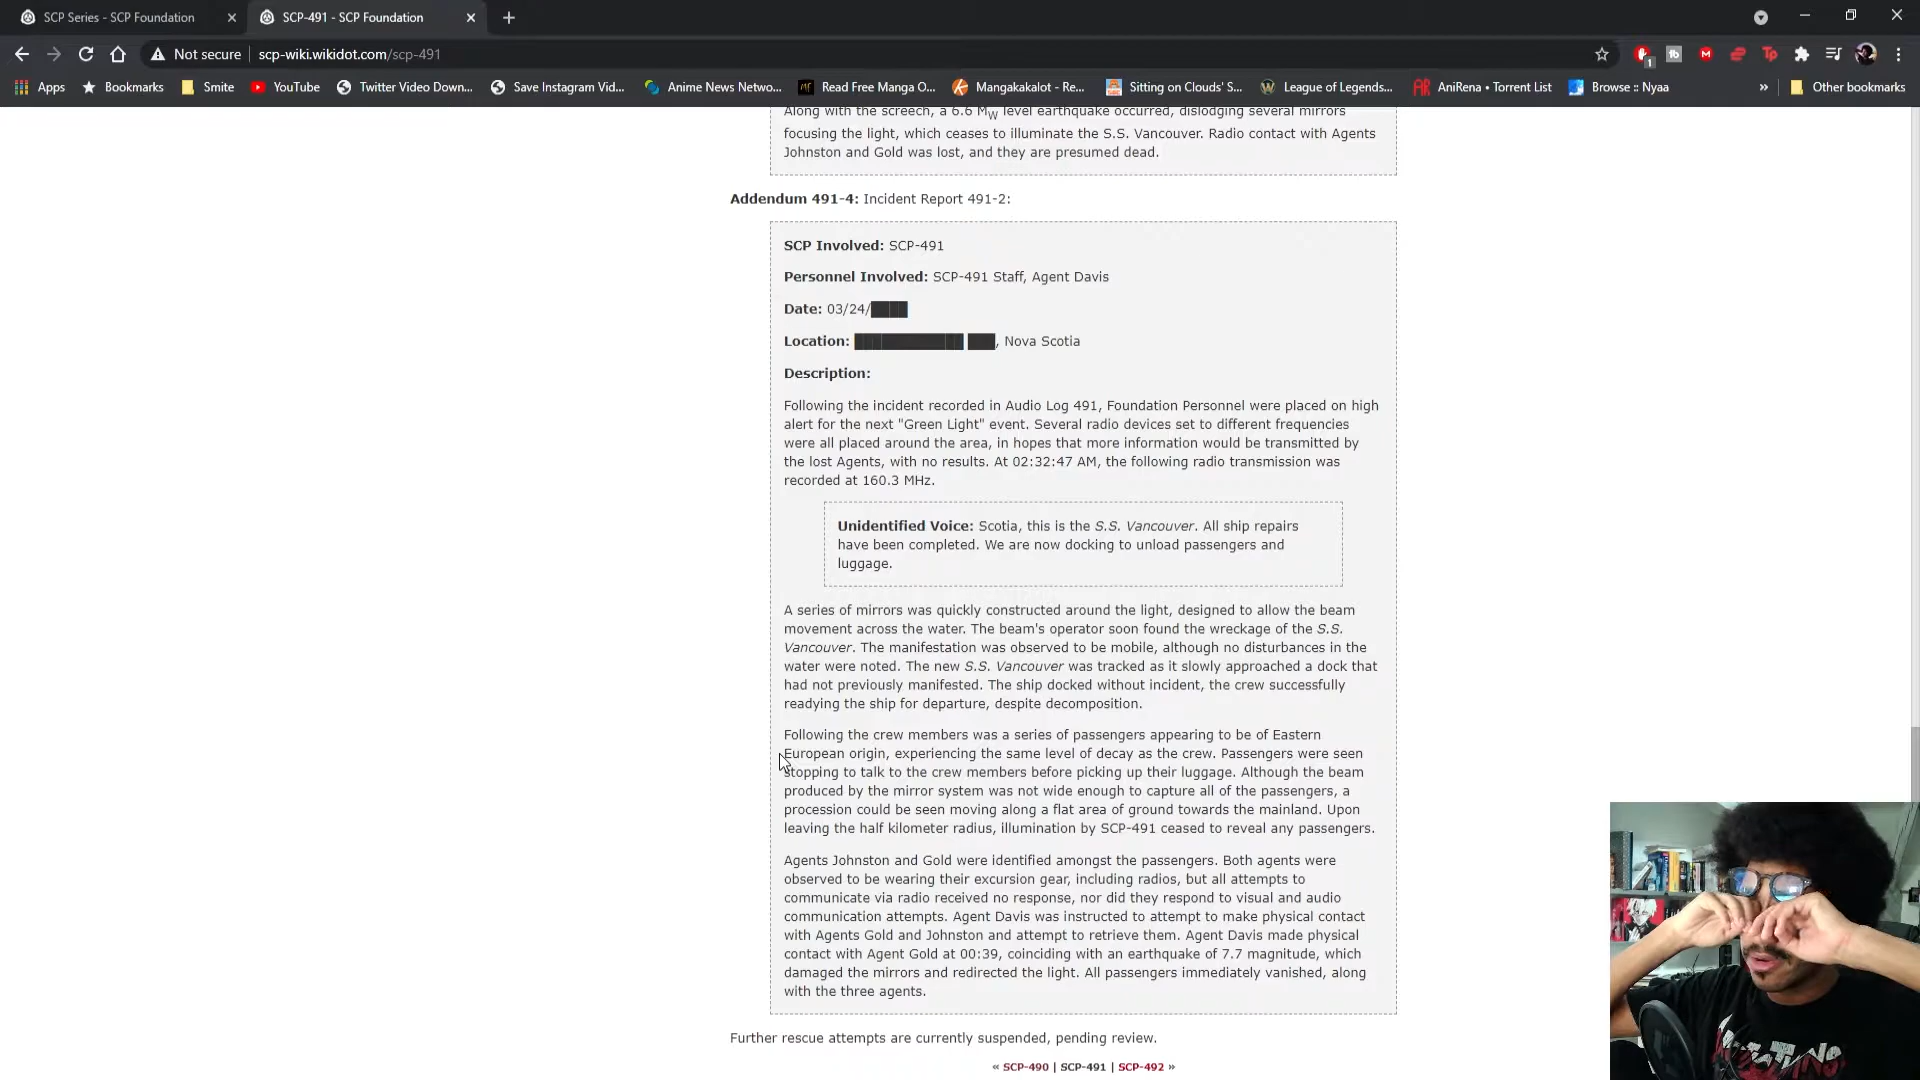 SCP Series - SCP Foundation
SCP-491 - SCP Foundation
Not secure
scp-wiki.wikidot.com/scp-491
1
Apps
Bookmarks
Smite
YouTube
Twitter Video Down...
Save Instagram Vid...
Anime News Netwo...
Read Free Manga O...
Mangakakalot - Re...
Sitting on Clouds' S...
League of Legends...
AniRena • Torrent List
Browse :: Nyaa
»
Other bookmarks
Along with the screech, a 6.6 MW level earthquake occurred, dislodging several mirrors
focusing the light, which ceases to illuminate the S.S. Vancouver. Radio contact with Agents
Johnston and Gold was lost, and they are presumed dead.
Addendum 491-4: Incident Report 491-2:
SCP Involved: SCP-491
Personnel Involved: SCP-491 Staff, Agent Davis
Date: 03/24/████
Location: ███████████ ███, Nova Scotia
Description:
Following the incident recorded in Audio Log 491, Foundation Personnel were placed on high
alert for the next "Green Light" event. Several radio devices set to different frequencies
were all placed around the area, in hopes that more information would be transmitted by
the lost Agents, with no results. At 02:32:47 AM, the following radio transmission was
recorded at 160.3 MHz.
Unidentified Voice: Scotia, this is the S.S. Vancouver. All ship repairs
have been completed. We are now docking to unload passengers and
luggage.
A series of mirrors was quickly constructed around the light, designed to allow the beam
movement across the water. The beam's operator soon found the wreckage of the S.S.
Vancouver. The manifestation was observed to be mobile, although no disturbances in the
water were noted. The new S.S. Vancouver was tracked as it slowly approached a dock that
had not previously manifested. The ship docked without incident, the crew successfully
readying the ship for departure, despite decomposition.
Following the crew members was a series of passengers appearing to be of Eastern
European origin, experiencing the same level of decay as the crew. Passengers were seen
stopping to talk to the crew members before picking up their luggage. Although the beam
produced by the mirror system was not wide enough to capture all of the passengers, a
procession could be seen moving along a flat area of ground towards the mainland. Upon
leaving the half kilometer radius, illumination by SCP-491 ceased to reveal any passengers.
Agents Johnston and Gold were identified amongst the passengers. Both agents were
observed to be wearing their excursion gear, including radios, but all attempts to
communicate via radio received no response, nor did they respond to visual and audio
communication attempts. Agent Davis was instructed to attempt to make physical contact
with Agents Gold and Johnston and attempt to retrieve them. Agent Davis made physical
contact with Agent Gold at 00:39, coinciding with an earthquake of 7.7 magnitude, which
damaged the mirrors and redirected the light. All passengers immediately vanished, along
with the three agents.
Further rescue attempts are currently suspended, pending review.
« SCP-490 | SCP-491 | SCP-492 »